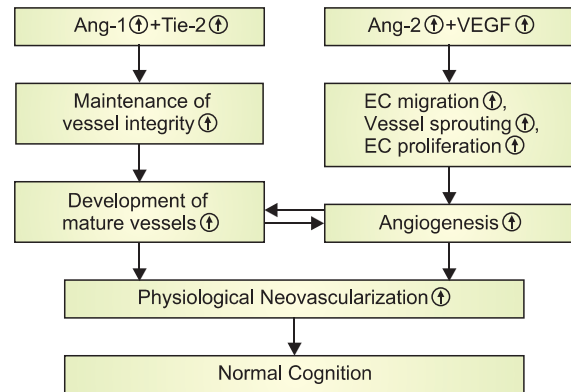 Ang-1⬆+Tie-2⬆
Ang-2⬆+VEGF⬆
Maintenance of
vessel integrity⬆
EC migration⬆,
Vessel sprouting⬆,
EC proliferation⬆
Development of
mature vessels⬆
Angiogenesis⬆
Physiological Neovascularization⬆
Normal Cognition